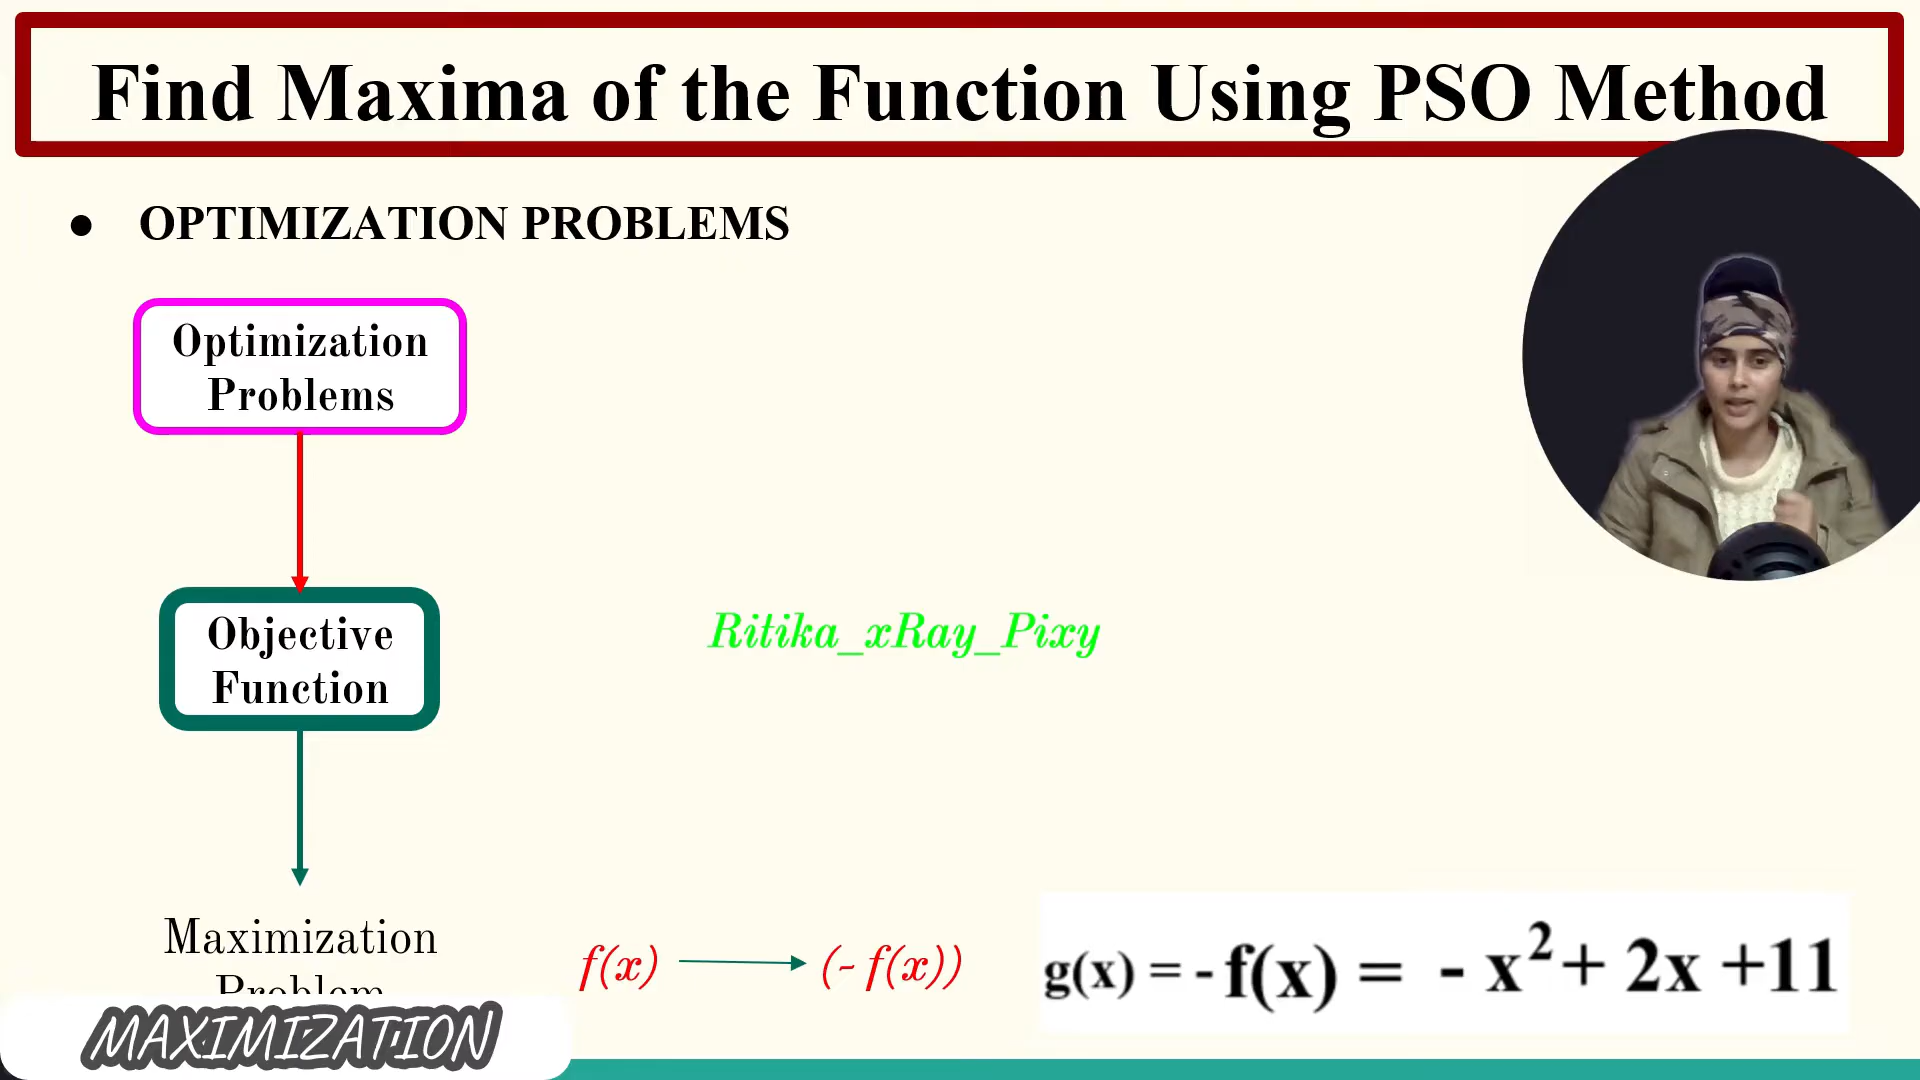 Find Maxima of the Function Using PSO Method
● OPTIMIZATION PROBLEMS
Optimization
Problems
Objective
Function
Ritika_xRay_Pixy
Maximization
Problem
f(x) (- f(x))
g(x) = - f(x) = - x² + 2x +11
MAXIMIZATION